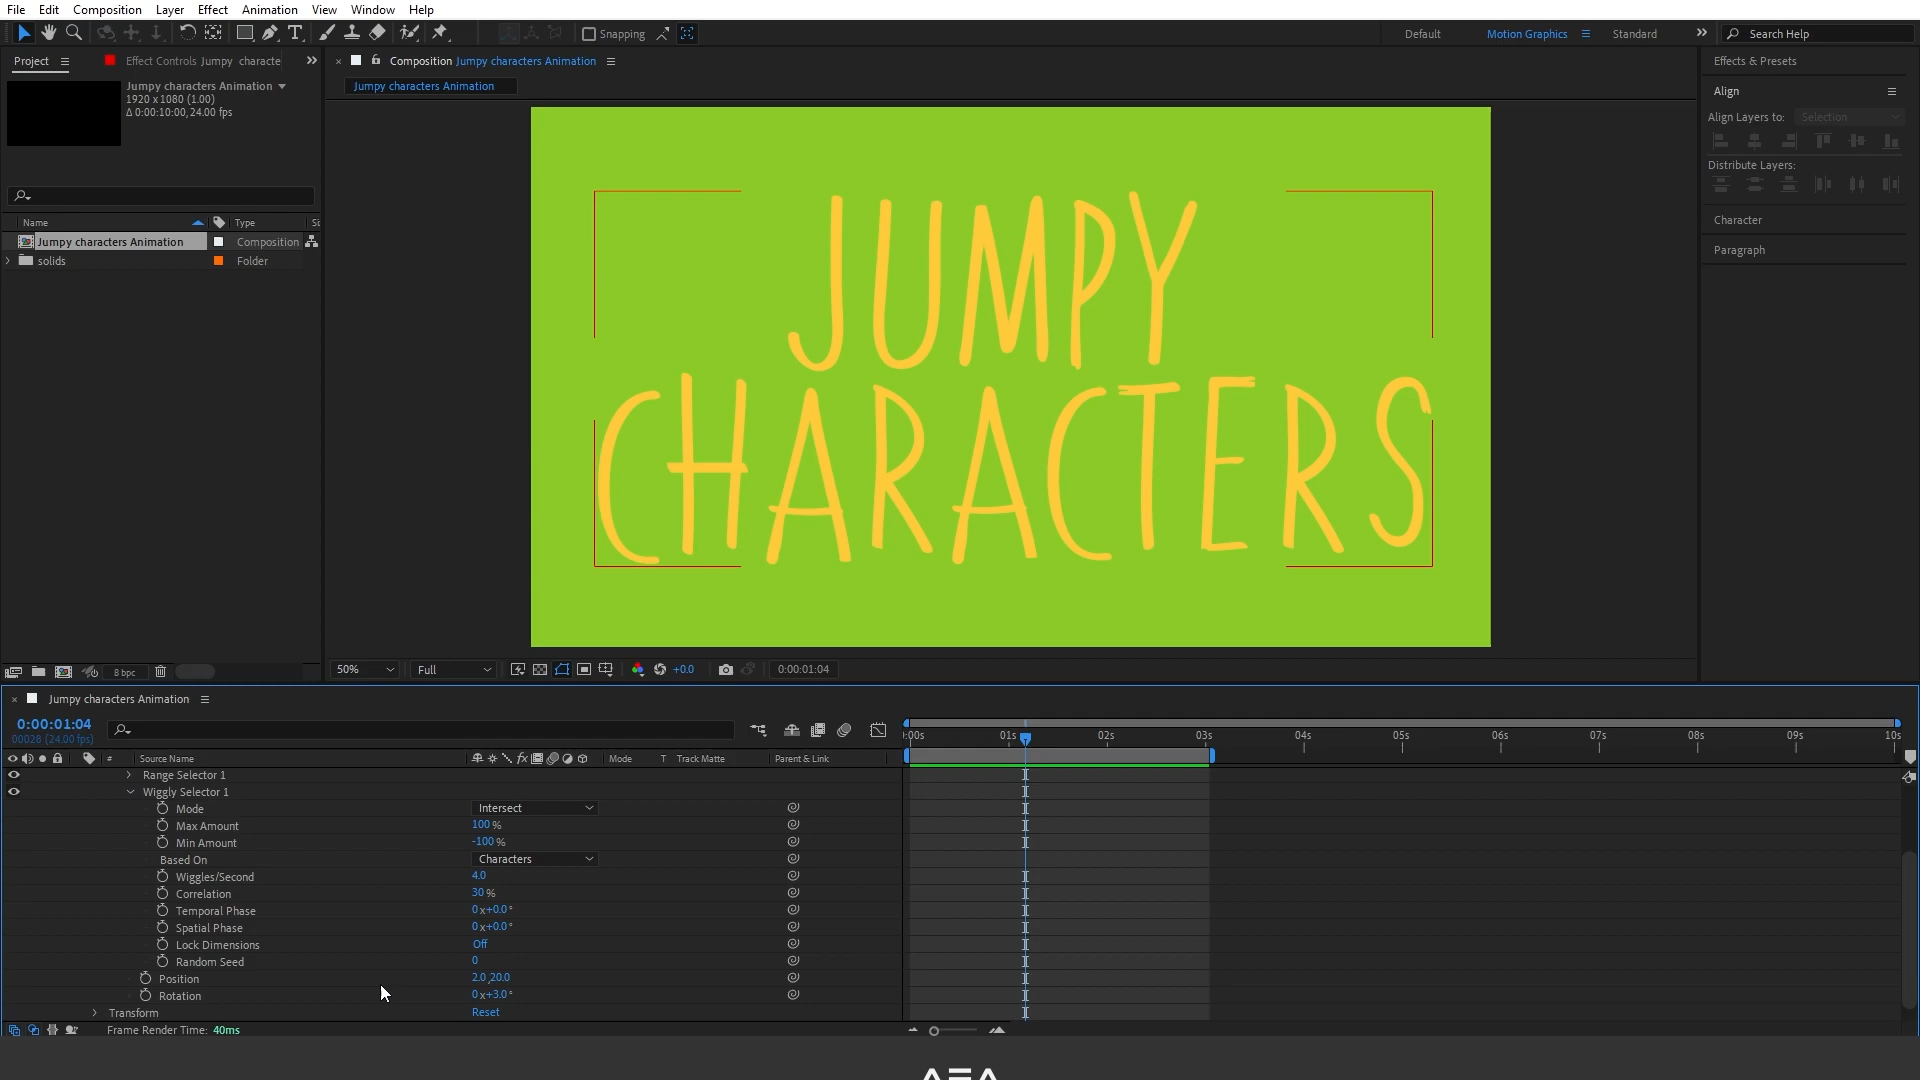 File Edit Composition Layer Effect Animation View Window Help
Snapping Default Motion Graphics Standard Search Help
Project Effect Controls Jumpy characte
Jumpy characters Animation
1920 x 1080 (1.00)
Δ 0:00:10:00, 24.00 fps
Name Type
Jumpy characters Animation Composition
solids Folder
8 bpc
Composition Jumpy characters Animation
Jumpy characters Animation
JUMPY
CHARACTERS
50% Full +0.0 0:00:01:04
Effects & Presets
Align
Align Layers to: Selection
Distribute Layers:
Character
Paragraph
Jumpy characters Animation
0:00:01:04
00028 (24.00 fps)
:00s 01s 02s 03s 04s 05s 06s 07s 08s 09s 10s
# Source Name Mode T Track Matte Parent & Link
Range Selector 1
Wiggly Selector 1
Mode Intersect
Max Amount 100 %
Min Amount -100 %
Based On Characters
Wiggles/Second 4.0
Correlation 30 %
Temporal Phase 0 x+0.0 °
Spatial Phase 0 x+0.0 °
Lock Dimensions Off
Random Seed 0
Position 2.0,20.0
Rotation 0 x+3.0 °
Transform Reset
Frame Render Time: 40ms